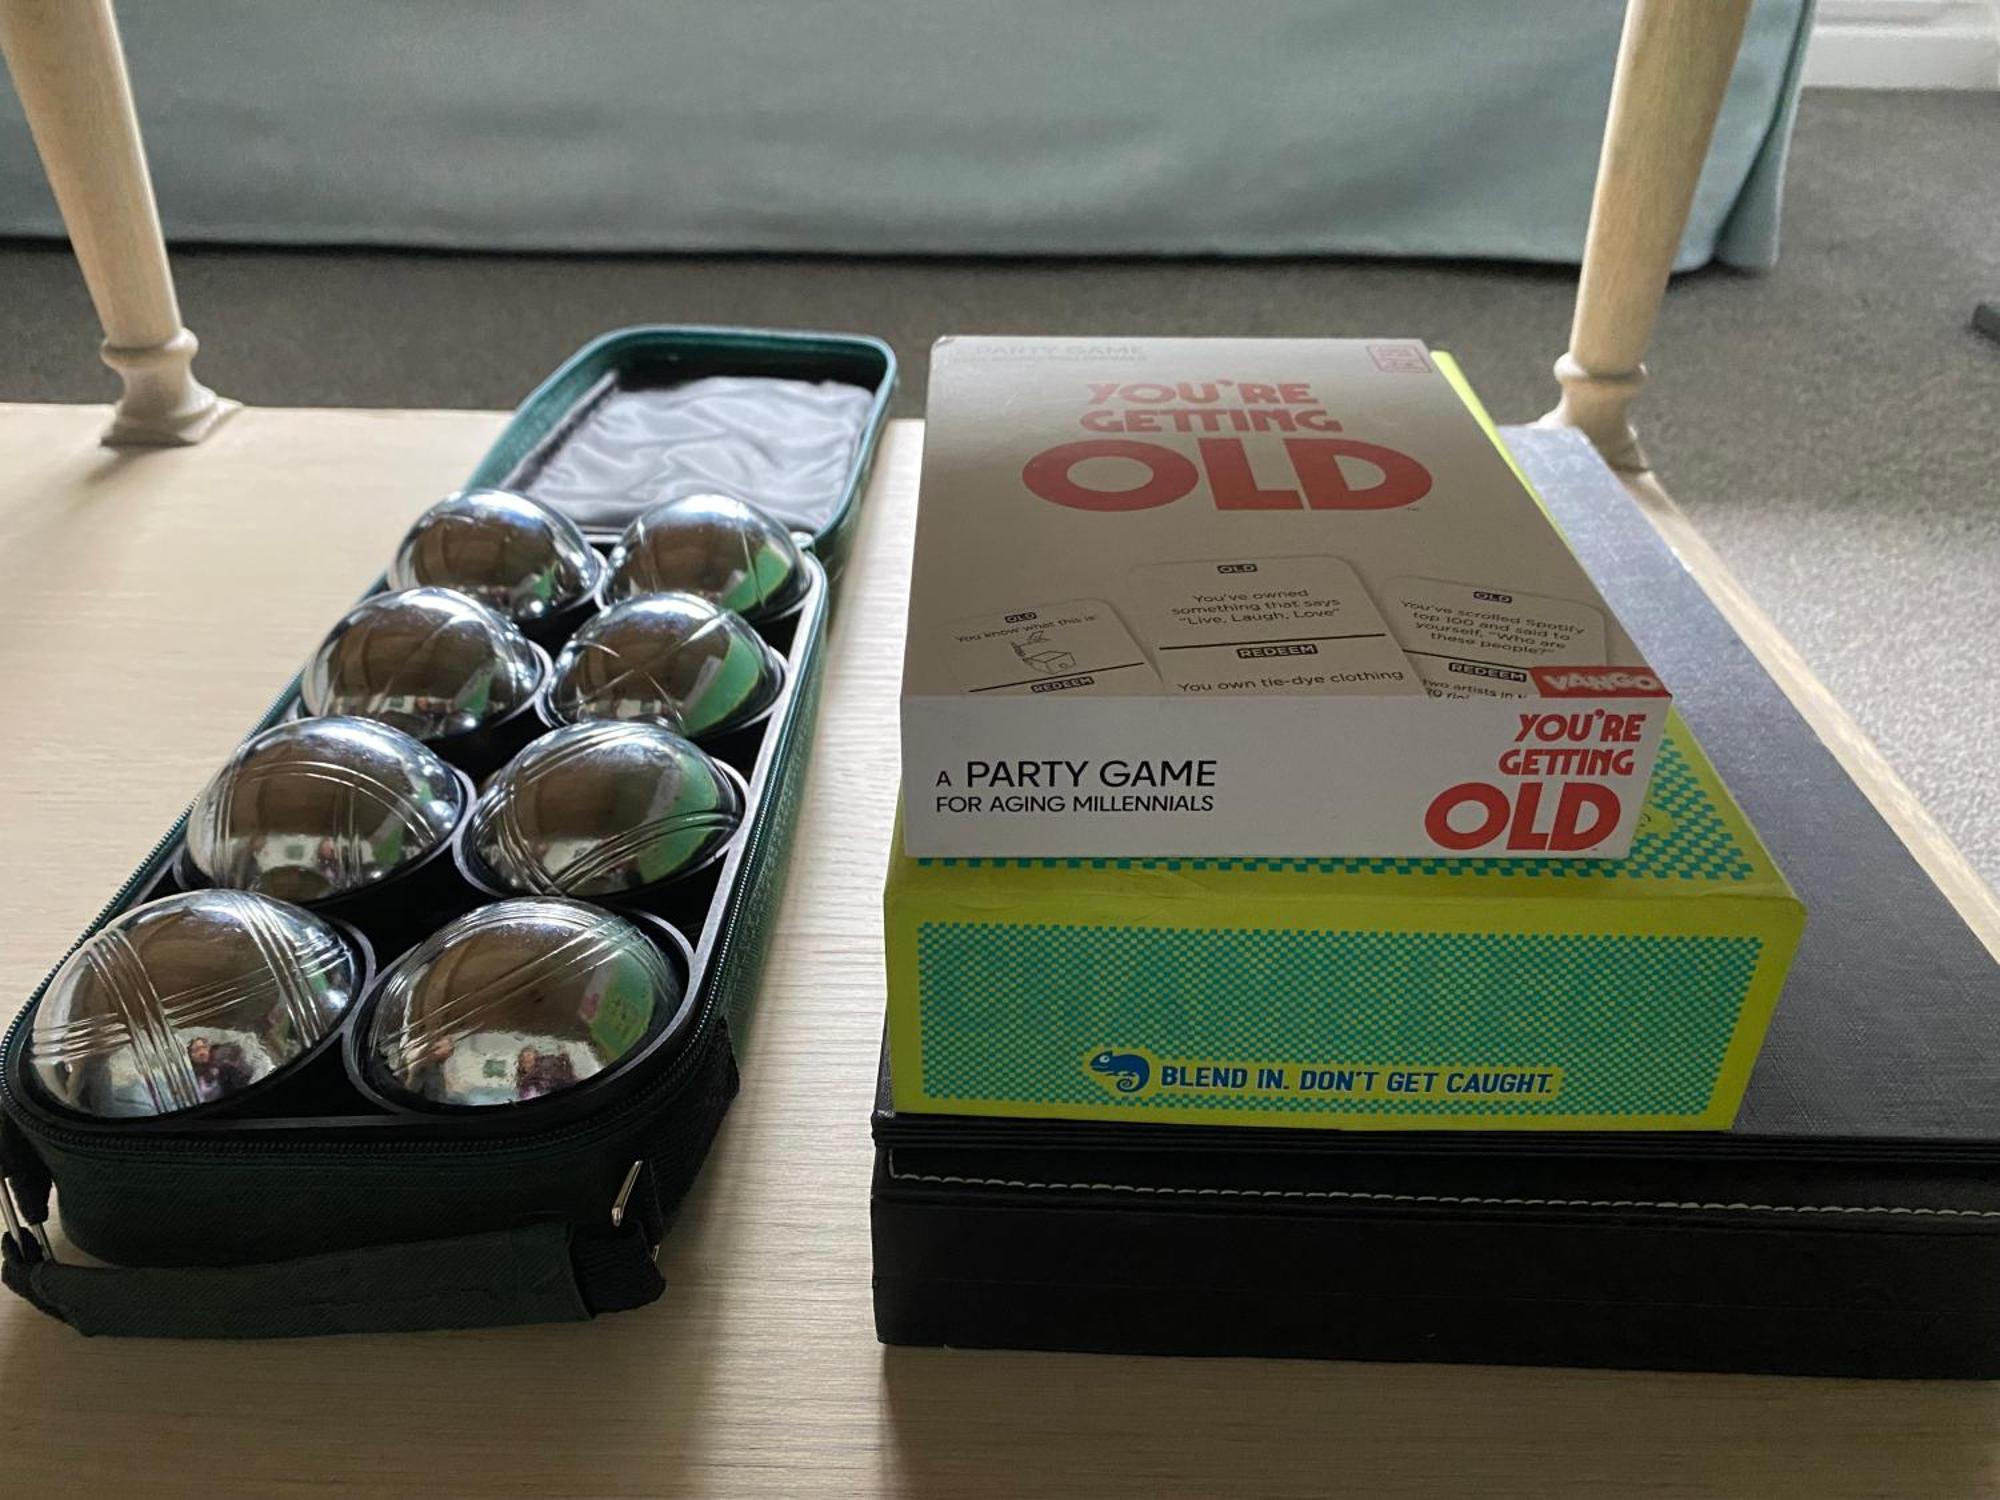 PARTY GAME
YOU'RE
GETTING
OLD
OLD
You know what this is:
REDEEM
OLD
You've owned
something that says
"Live, Laugh, Love"
REDEEM
You own tie-dye clothing
OLD
You've scrolled Spotify
top 100 and said to
yourself, "Who are
these people?"
REDEEM
two artists in
VANGO
A PARTY GAME
FOR AGING MILLENNIALS
YOU'RE
GETTING
OLD
BLEND IN. DON'T GET CAUGHT.